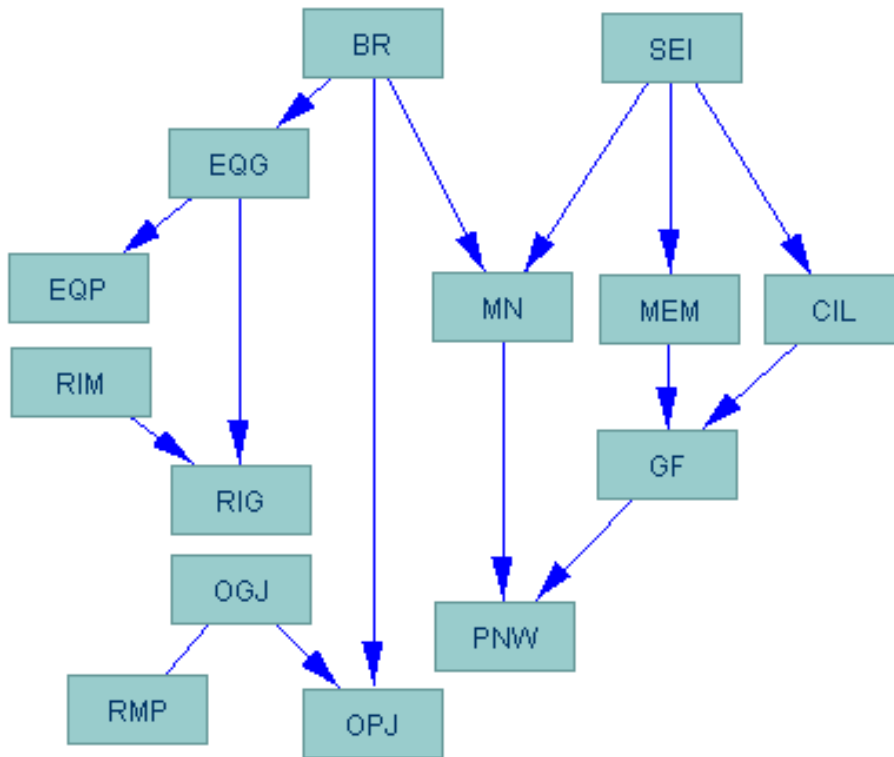 BR
SEI
EQG
EQP
MN
MEM
CIL
RIM
GF
RIG
OGJ
PNW
RMP
OPJ